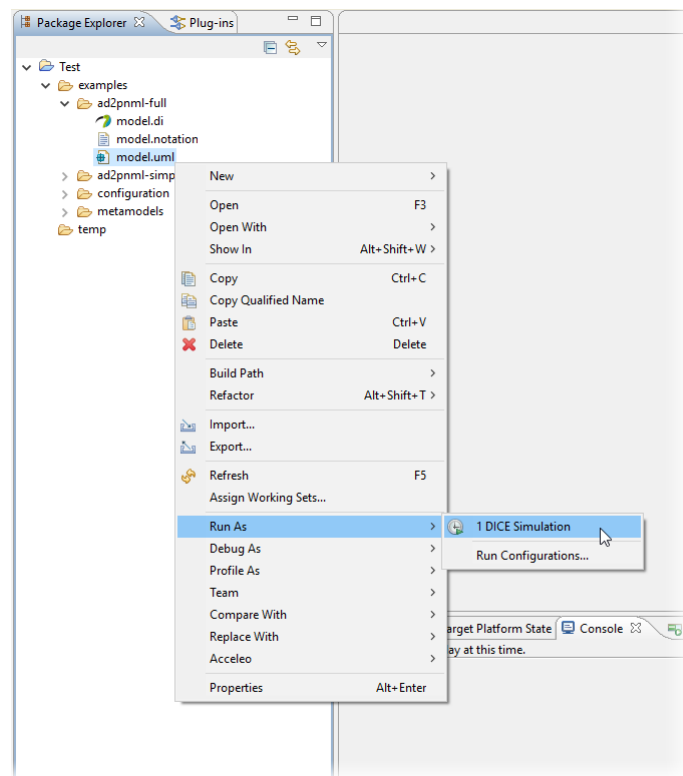 Package Explorer Plug-ins
Test
examples
ad2pnml-full
model.di
model.notation
model.uml
ad2pnml-simp
configuration
metamodels
temp
New
Open F3
Open With
Show In Alt+Shift+W
Copy Ctrl+C
Copy Qualified Name
Paste Ctrl+V
Delete Delete
Build Path
Refactor Alt+Shift+T
Import...
Export...
Refresh F5
Assign Working Sets...
Run As
1 DICE Simulation
Run Configurations...
Debug As
Profile As
Team
Compare With
Replace With
Acceleo
Properties Alt+Enter
arget Platform State Console
ay at this time.